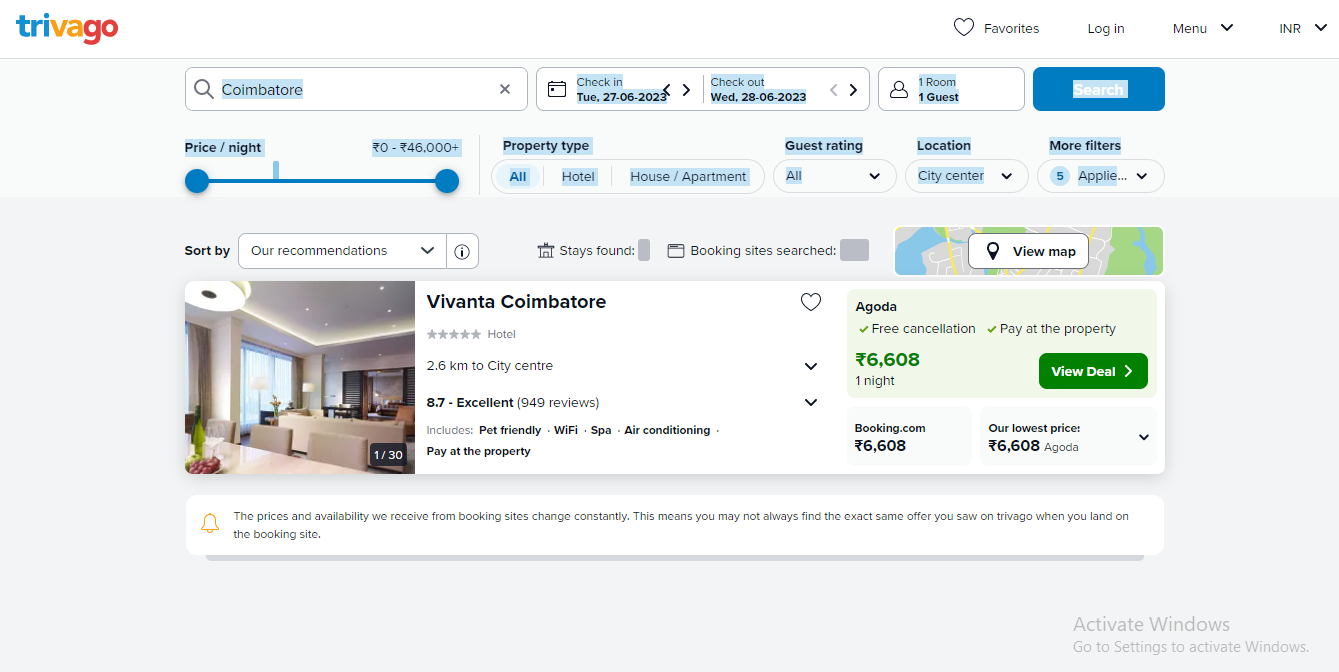 trivago
Favorites
Log in
Menu
INR
Coimbatore
Check in
Tue, 27-06-2023
Check out
Wed, 28-06-2023
1 Room
1 Guest
Search
Price / night
₹0 - ₹46,000+
Property type
All
Hotel
House / Apartment
Guest rating
All
Location
City center
More filters
5 Applie...
Sort by
Our recommendations
Stays found:
Booking sites searched:
View map
Vivanta Coimbatore
Hotel
2.6 km to City centre
8.7 - Excellent (949 reviews)
Includes: Pet friendly · WiFi · Spa · Air conditioning ·
Pay at the property
1 / 30
Agoda
Free cancellation
Pay at the property
₹6,608
1 night
View Deal
Booking.com
₹6,608
Our lowest price:
₹6,608 Agoda
The prices and availability we receive from booking sites change constantly. This means you may not always find the exact same offer you saw on trivago when you land on
the booking site.
Activate Windows
Go to Settings to activate Windows.